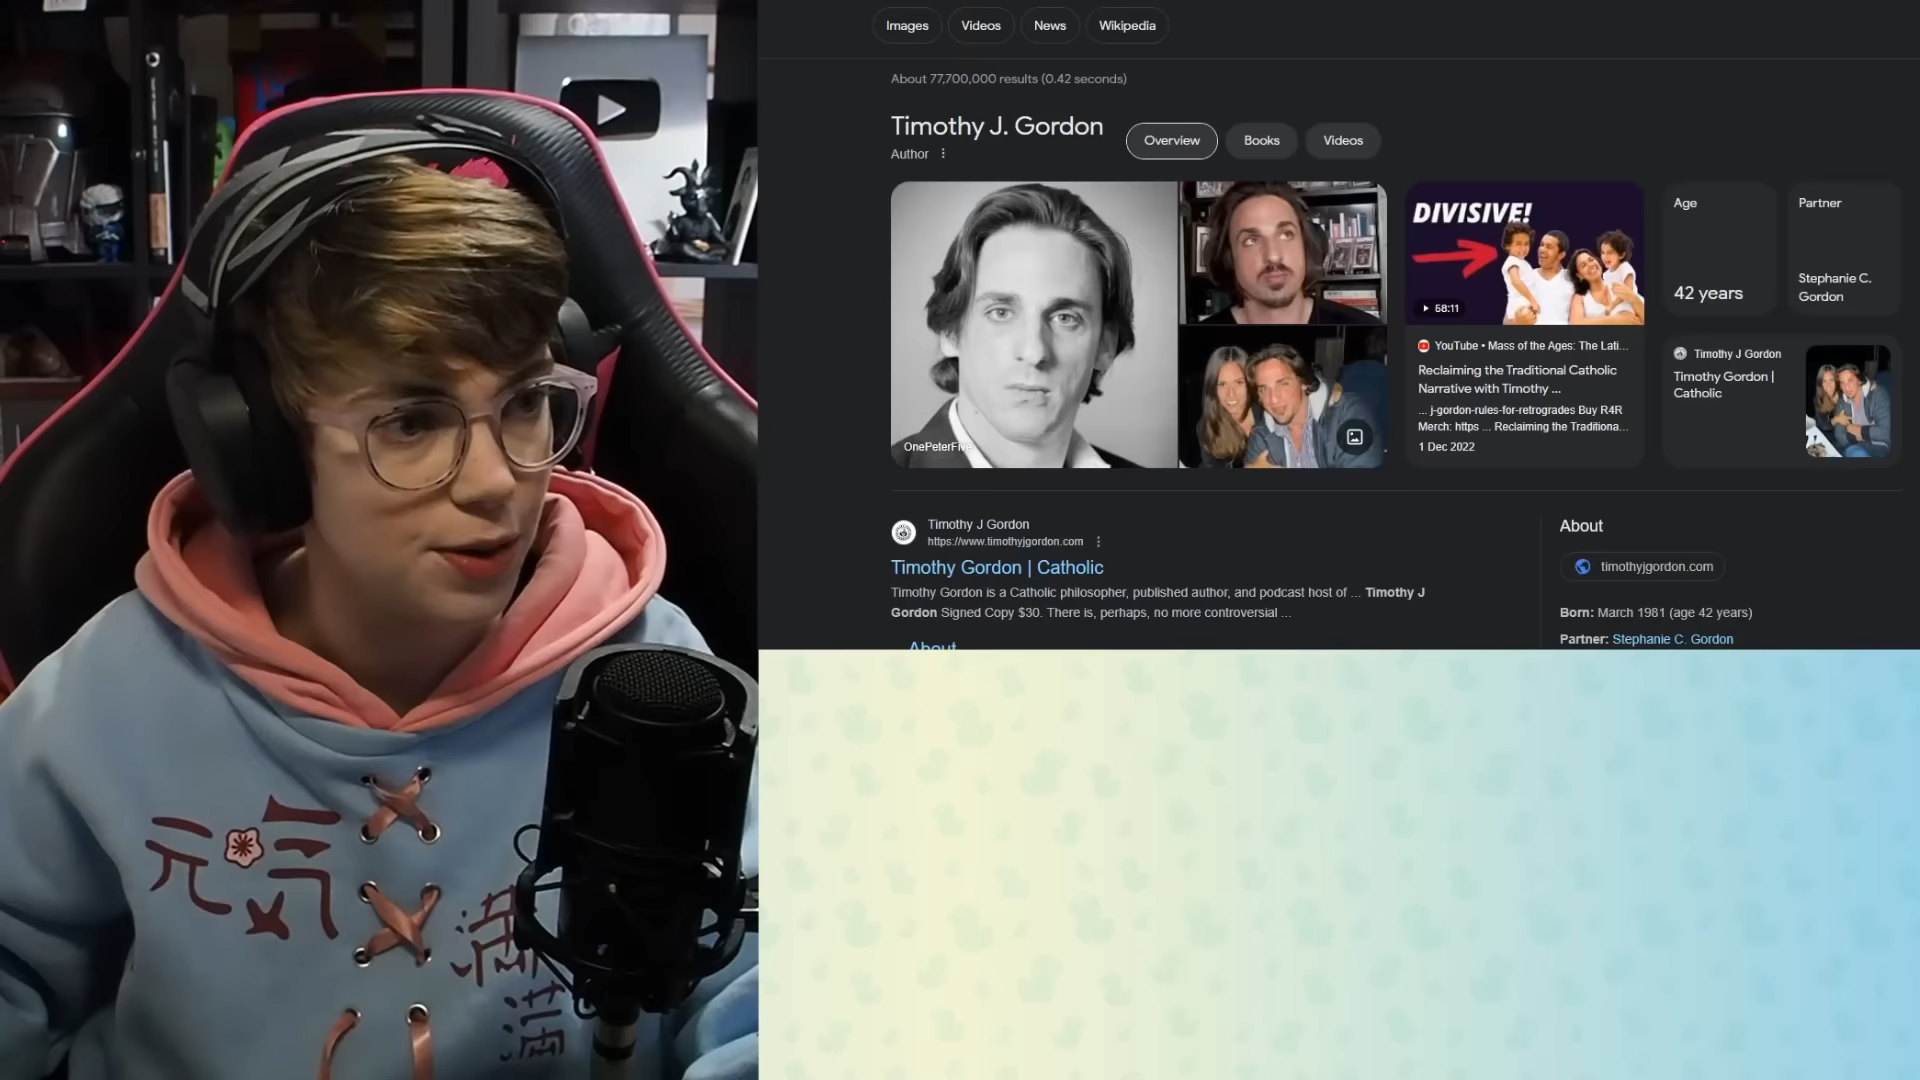 Images
Videos
News
Wikipedia
About 77,700,000 results (0.42 seconds)
Timothy J. Gordon
Author
Overview
Books
Videos
OnePeterFive
DIVISIVE!
58:11
YouTube • Mass of the Ages: The Lati...
Reclaiming the Traditional Catholic
Narrative with Timothy ...
... j-gordon-rules-for-retrogrades Buy R4R
Merch: https ... Reclaiming the Traditiona...
1 Dec 2022
Age
42 years
Partner
Stephanie C.
Gordon
Timothy J Gordon
Timothy Gordon |
Catholic
Timothy J Gordon
https://www.timothyjgordon.com
Timothy Gordon | Catholic
Timothy Gordon is a Catholic philosopher, published author, and podcast host of ... Timothy J
Gordon Signed Copy $30. There is, perhaps, no more controversial ...
About
About
timothyjgordon.com
Born: March 1981 (age 42 years)
Partner: Stephanie C. Gordon
元気
満満